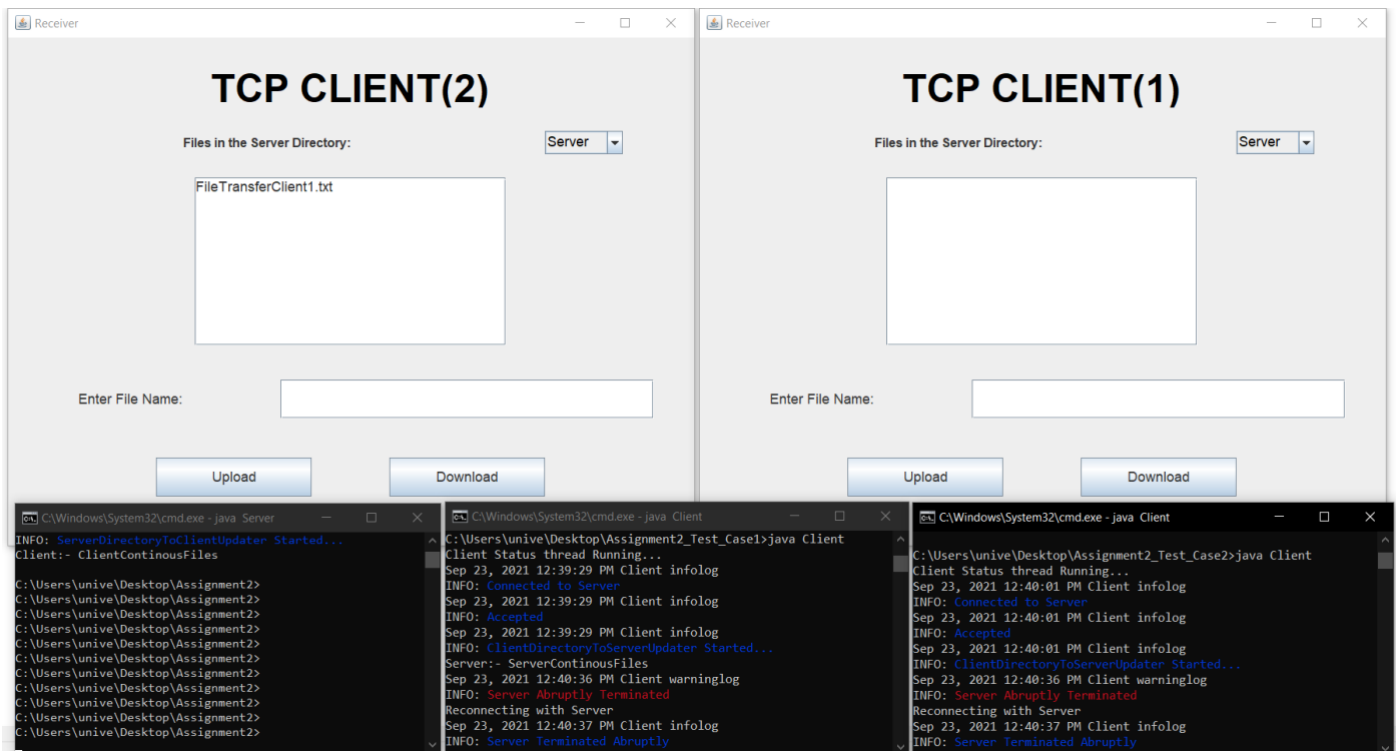 Receiver
TCP CLIENT(2)
Files in the Server Directory:
Server
FileTransferClient1.txt
Enter File Name:
Upload
Download
Receiver
TCP CLIENT(1)
Files in the Server Directory:
Server
Enter File Name:
Upload
Download
C:\Windows\System32\cmd.exe - java Server
INFO: ServerDirectoryToClientUpdater Started...
Client:- ClientContinousFiles
C:\Users\unive\Desktop\Assignment2>
C:\Users\unive\Desktop\Assignment2>
C:\Users\unive\Desktop\Assignment2>
C:\Users\unive\Desktop\Assignment2>
C:\Users\unive\Desktop\Assignment2>
C:\Users\unive\Desktop\Assignment2>
C:\Users\unive\Desktop\Assignment2>
C:\Users\unive\Desktop\Assignment2>
C:\Users\unive\Desktop\Assignment2>
C:\Users\unive\Desktop\Assignment2>
C:\Users\unive\Desktop\Assignment2>
C:\Windows\System32\cmd.exe - java Client
C:\Users\unive\Desktop\Assignment2_Test_Case1>java Client
Client Status thread Running...
Sep 23, 2021 12:39:29 PM Client infolog
INFO: Connected to Server
Sep 23, 2021 12:39:29 PM Client infolog
INFO: Accepted
Sep 23, 2021 12:39:29 PM Client infolog
INFO: ClientDirectoryToServerUpdater Started...
Server:- ServerContinousFiles
Sep 23, 2021 12:40:36 PM Client warninglog
INFO: Server Abruptly Terminated
Reconnecting with Server
Sep 23, 2021 12:40:37 PM Client infolog
INFO: Server Terminated Abruptly
C:\Windows\System32\cmd.exe - java Client
C:\Users\unive\Desktop\Assignment2_Test_Case2>java Client
Client Status thread Running...
Sep 23, 2021 12:40:01 PM Client infolog
INFO: Connected to Server
Sep 23, 2021 12:40:01 PM Client infolog
INFO: Accepted
Sep 23, 2021 12:40:01 PM Client infolog
INFO: ClientDirectoryToServerUpdater Started...
Sep 23, 2021 12:40:36 PM Client warninglog
INFO: Server Abruptly Terminated
Reconnecting with Server
Sep 23, 2021 12:40:37 PM Client infolog
INFO: Server Terminated Abruptly